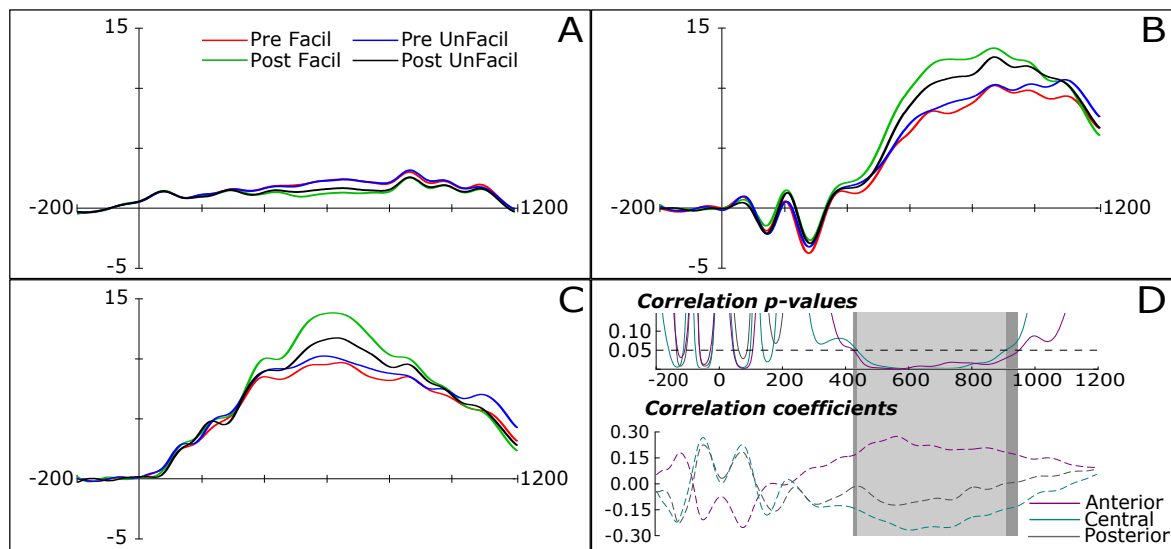 15
A
Pre Facil
Pre UnFacil
Post Facil
Post UnFacil
-200
1200
-5
15
B
-200
1200
-5
15
C
-200
1200
-5
Correlation p-values
D
0.10
0.05
-200 0 200 400 600 800 1000 1200
Correlation coefficients
0.30
0.15
0.00
-0.15
-0.30
Anterior
Central
Posterior